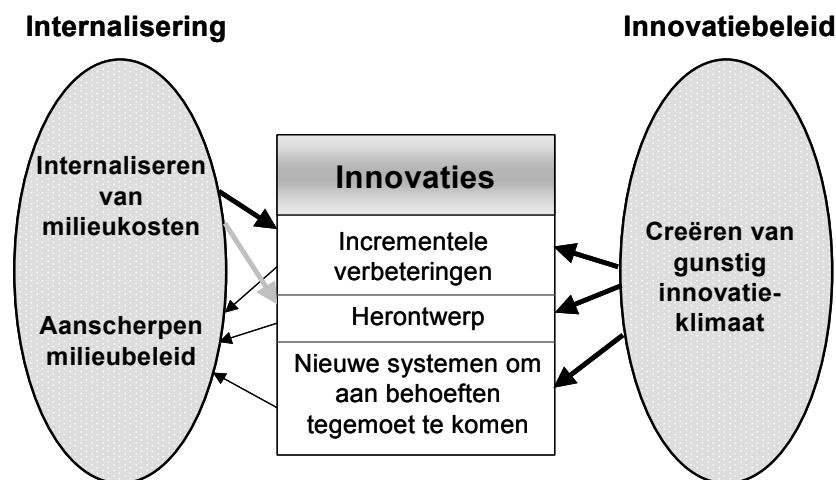 Internalisering
Innovatiebeleid
Internaliseren
van
milieukosten
Aanscherpen
milieubeleid
Innovaties
Incrementele
verbeteringen
Herontwerp
Nieuwe systemen om
aan behoeften
tegemoet te komen
Creëren van
gunstig
innovatie-
klimaat